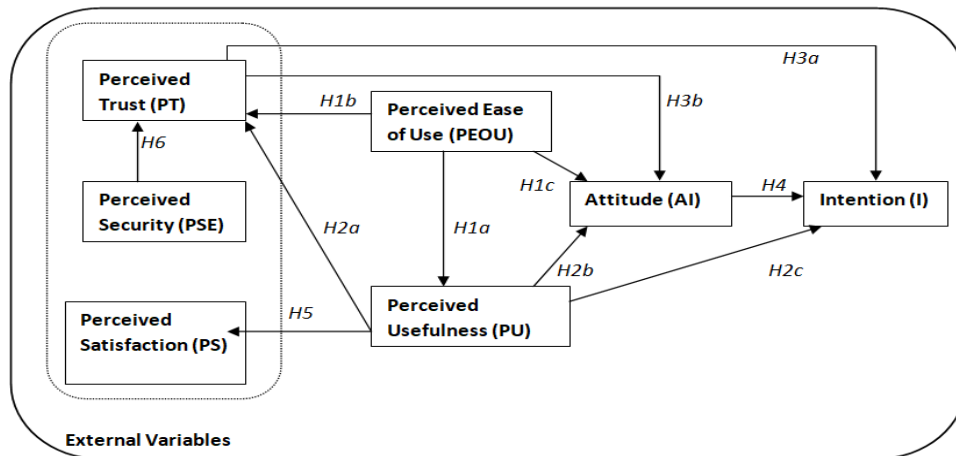 H3a
Perceived
Trust (PT)
H1b
Perceived Ease
of Use (PEOU)
H3b
H6
H1c
Attitude (AI)
H4
Intention (I)
Perceived
Security (PSE)
H2a
H1a
H2b
H2c
Perceived
Usefulness (PU)
H5
Perceived
Satisfaction (PS)
External Variables